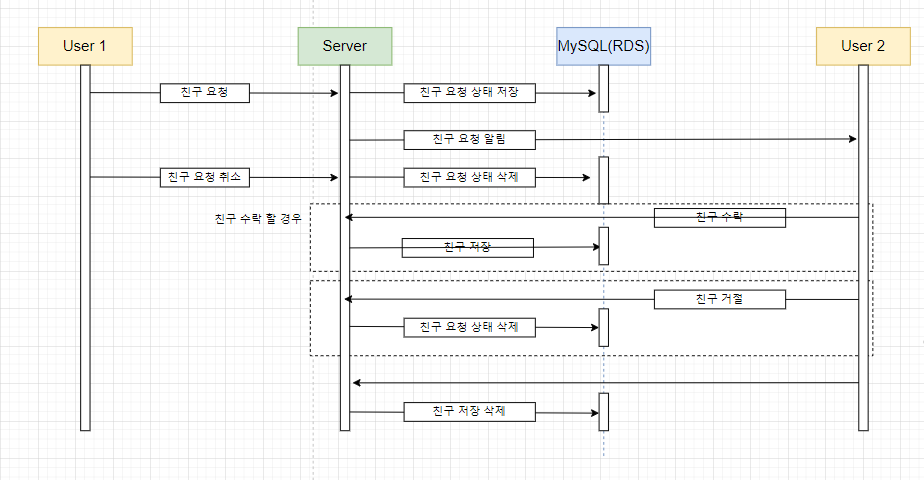 User 1
Server
MySQL(RDS)
User 2
친구 요청
친구 요청 상태 저장
친구 요청 알림
친구 요청 취소
친구 요청 상태 삭제
친구 수락 할 경우
친구 수락
친구 저장
친구 거절
친구 요청 상태 삭제
친구 저장 삭제